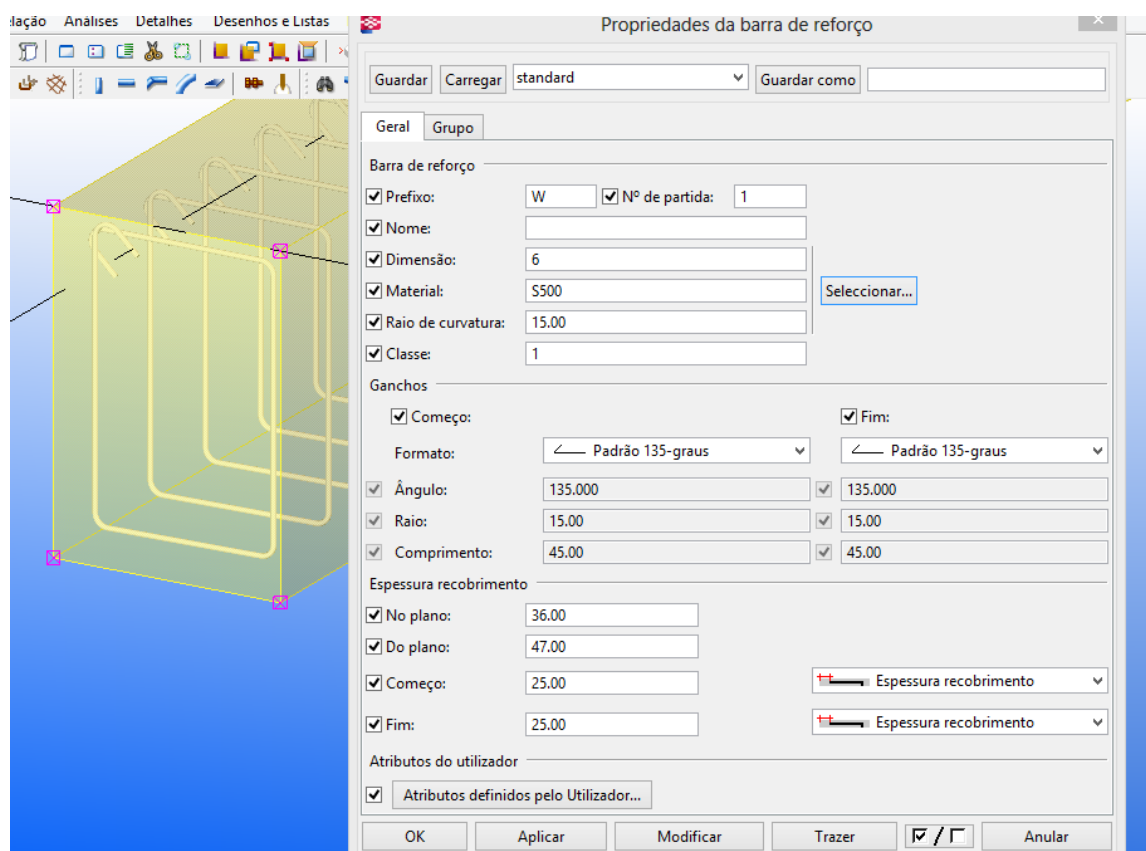 Análises Detalhes Desenhos e Listas
Propriedades da barra de reforço
Guardar Carregar standard Guardar como
Geral Grupo
Barra de reforço
Prefixo: W Nº de partida: 1
Nome:
Dimensão: 6
Material: S500 Seleccionar...
Raio de curvatura: 15.00
Classe: 1
Ganchos
Começo: Fim:
Formato: Padrão 135-graus Padrão 135-graus
Ângulo: 135.000 135.000
Raio: 15.00 15.00
Comprimento: 45.00 45.00
Espessura recobrimento
No plano: 36.00
Do plano: 47.00
Começo: 25.00 Espessura recobrimento
Fim: 25.00 Espessura recobrimento
Atributos do utilizador
Atributos definidos pelo Utilizador...
OK Aplicar Modificar Trazer / Anular